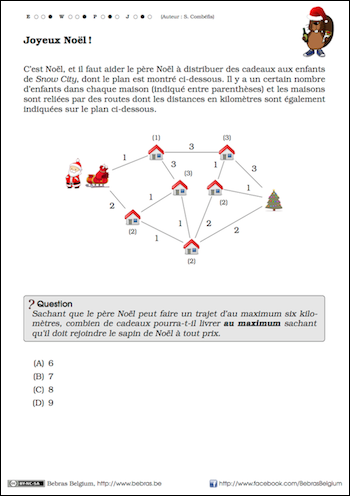 E W P J (Auteur : S. Combéfis)
Joyeux Noël !
C'est Noël, et il faut aider le père Noël à distribuer des cadeaux aux enfants
de Snow City, dont le plan est montré ci-dessous. Il y a un certain nombre
d'enfants dans chaque maison (indiqué entre parenthèses) et les maisons
sont reliées par des routes dont les distances en kilomètres sont également
indiquées sur le plan ci-dessous.
(1) (3)
3
1 3 1 3
(3)
1
2 (2)
1 2 2
(2)
1
(2)
? Question
Sachant que le père Noël peut faire un trajet d'au maximum six kilo-
mètres, combien de cadeaux pourra-t-il livrer au maximum sachant
qu'il doit rejoindre le sapin de Noël à tout prix.
(A) 6
(B) 7
(C) 8
(D) 9
BY-NC-SA Bebras Belgium, http://www.bebras.be http://www.facebook.com/BebrasBelgium